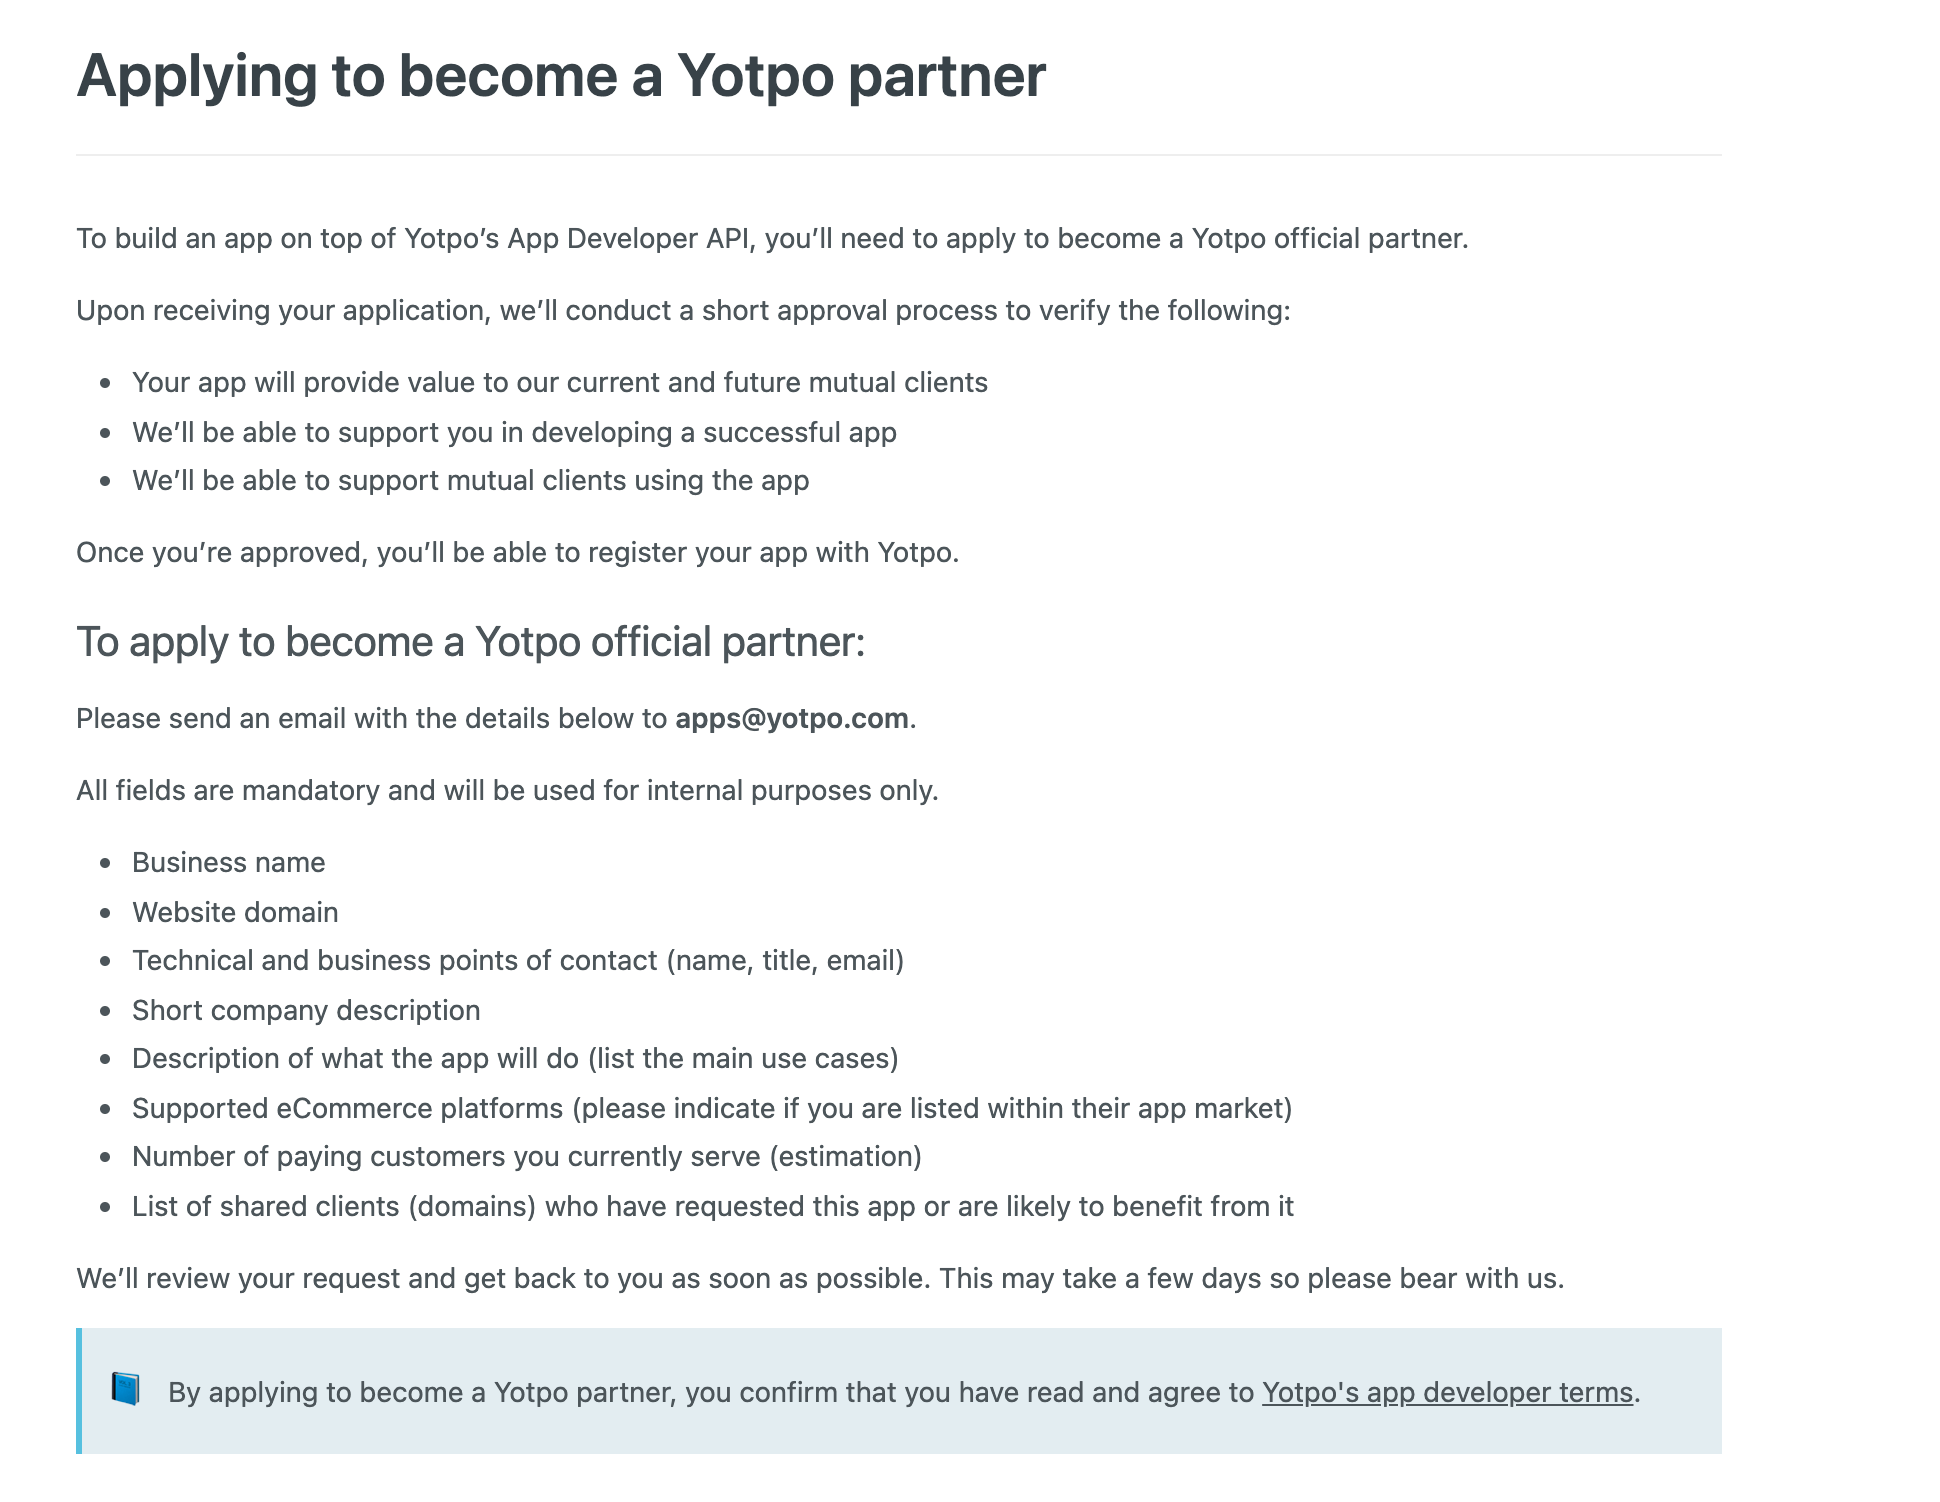 Applying to become a Yotpo partner
To build an app on top of Yotpo’s App Developer API, you’ll need to apply to become a Yotpo official partner.
Upon receiving your application, we’ll conduct a short approval process to verify the following:
• Your app will provide value to our current and future mutual clients
• We’ll be able to support you in developing a successful app
• We’ll be able to support mutual clients using the app
Once you’re approved, you’ll be able to register your app with Yotpo.
To apply to become a Yotpo official partner:
Please send an email with the details below to apps@yotpo.com.
All fields are mandatory and will be used for internal purposes only.
• Business name
• Website domain
• Technical and business points of contact (name, title, email)
• Short company description
• Description of what the app will do (list the main use cases)
• Supported eCommerce platforms (please indicate if you are listed within their app market)
• Number of paying customers you currently serve (estimation)
• List of shared clients (domains) who have requested this app or are likely to benefit from it
We’ll review your request and get back to you as soon as possible. This may take a few days so please bear with us.
📘 By applying to become a Yotpo partner, you confirm that you have read and agree to Yotpo's app developer terms.